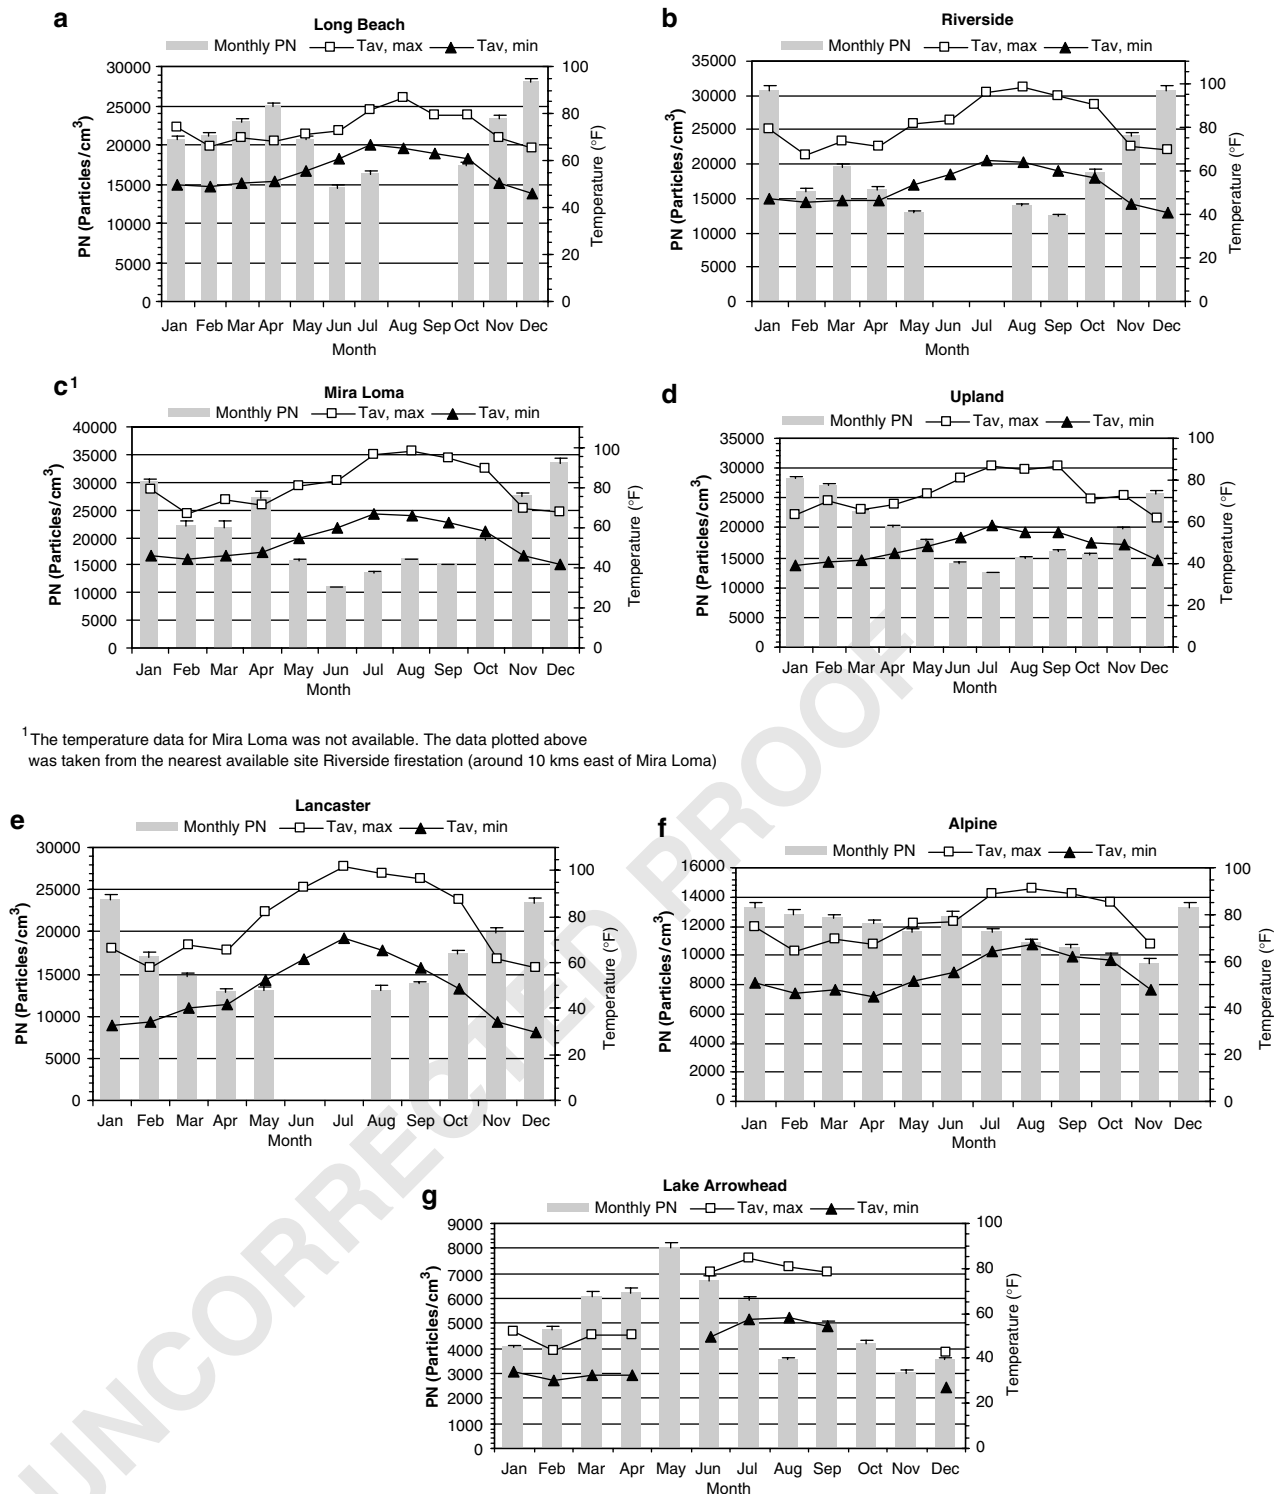 a
Long Beach
Monthly PN Tav, max Tav, min
30000
25000
20000
15000
10000
5000
0
PN (Particles/cm3)
100
80
60
40
20
0
Temperature (°F)
Jan Feb Mar Apr May Jun Jul Aug Sep Oct Nov Dec
Month
b
Riverside
Monthly PN Tav, max Tav, min
35000
30000
25000
20000
15000
10000
5000
0
PN (Particles/cm3)
100
80
60
40
20
0
Temperature (°F)
Jan Feb Mar Apr May Jun Jul Aug Sep Oct Nov Dec
Month
c1
Mira Loma
Monthly PN Tav, max Tav, min
40000
35000
30000
25000
20000
15000
10000
5000
0
PN (Particles/cm3)
100
80
60
40
20
0
Temperature (°F)
Jan Feb Mar Apr May Jun Jul Aug Sep Oct Nov Dec
Month
d
Upland
Monthly PN Tav, max Tav, min
35000
30000
25000
20000
15000
10000
5000
0
PN (Particles/cm3)
100
80
60
40
20
0
Temperature (°F)
Jan Feb Mar Apr May Jun Jul Aug Sep Oct Nov Dec
Month
1The temperature data for Mira Loma was not available. The data plotted above
was taken from the nearest available site Riverside firestation (around 10 kms east of Mira Loma)
e
Lancaster
Monthly PN Tav, max Tav, min
30000
25000
20000
15000
10000
5000
0
PN (Particles/cm3)
100
80
60
40
20
0
Temperature (°F)
Jan Feb Mar Apr May Jun Jul Aug Sep Oct Nov Dec
Month
f
Alpine
Monthly PN Tav, max Tav, min
16000
14000
12000
10000
8000
6000
4000
2000
0
PN (Particles/cm3)
100
80
60
40
20
0
Temperature (°F)
Jan Feb Mar Apr May Jun Jul Aug Sep Oct Nov Dec
Month
g
Lake Arrowhead
Monthly PN Tav, max Tav, min
9000
8000
7000
6000
5000
4000
3000
2000
1000
0
PN (Particles/cm3)
100
80
60
40
20
0
Temperature (°F)
Jan Feb Mar Apr May Jun Jul Aug Sep Oct Nov Dec
Month
UNCORRECTED PROOF